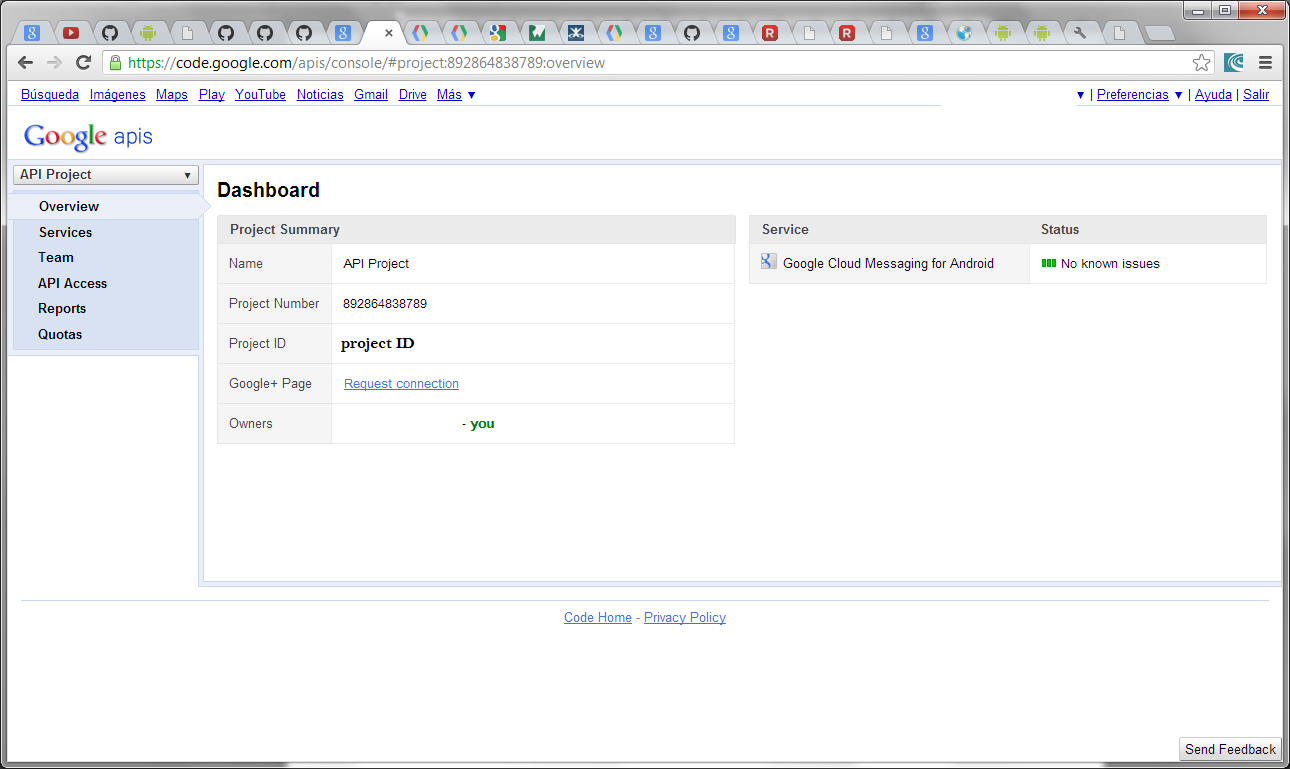 https://code.google.com/apis/console/#project:892864838789:overview
Búsqueda Imágenes Maps Play YouTube Noticias Gmail Drive Más ▼ ▼ | Preferencias ▼ | Ayuda | Salir
Google apis
API Project ▼
Dashboard
Overview
Services
Team
API Access
Reports
Quotas
Project Summary
Name API Project
Project Number 892864838789
Project ID project ID
Google+ Page Request connection
Owners - you
Service Status
Google Cloud Messaging for Android No known issues
Code Home - Privacy Policy
Send Feedback